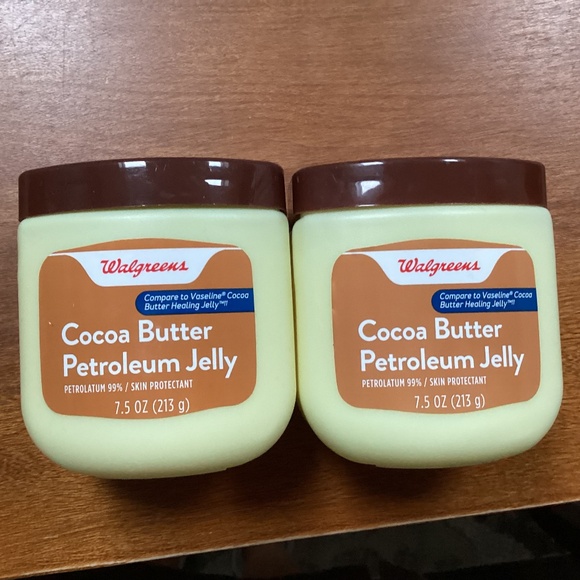 Walgreens
Compare to Vaseline® Cocoa
Butter Healing Jelly™††
Cocoa Butter
Petroleum Jelly
PETROLATUM 99% / SKIN PROTECTANT
7.5 OZ (213 g)
Walgreens
Compare to Vaseline® Cocoa
Butter Healing Jelly™††
Cocoa Butter
Petroleum Jelly
PETROLATUM 99% / SKIN PROTECTANT
7.5 OZ (213 g)